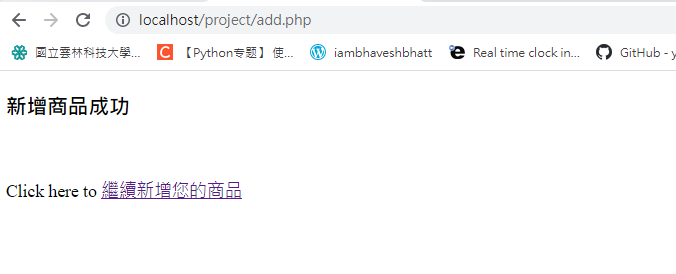 localhost/project/add.php
國立雲林科技大學... 【Python专题】使... iambhaveshbhatt Real time clock in... GitHub - y
新增商品成功
Click here to 繼續新增您的商品